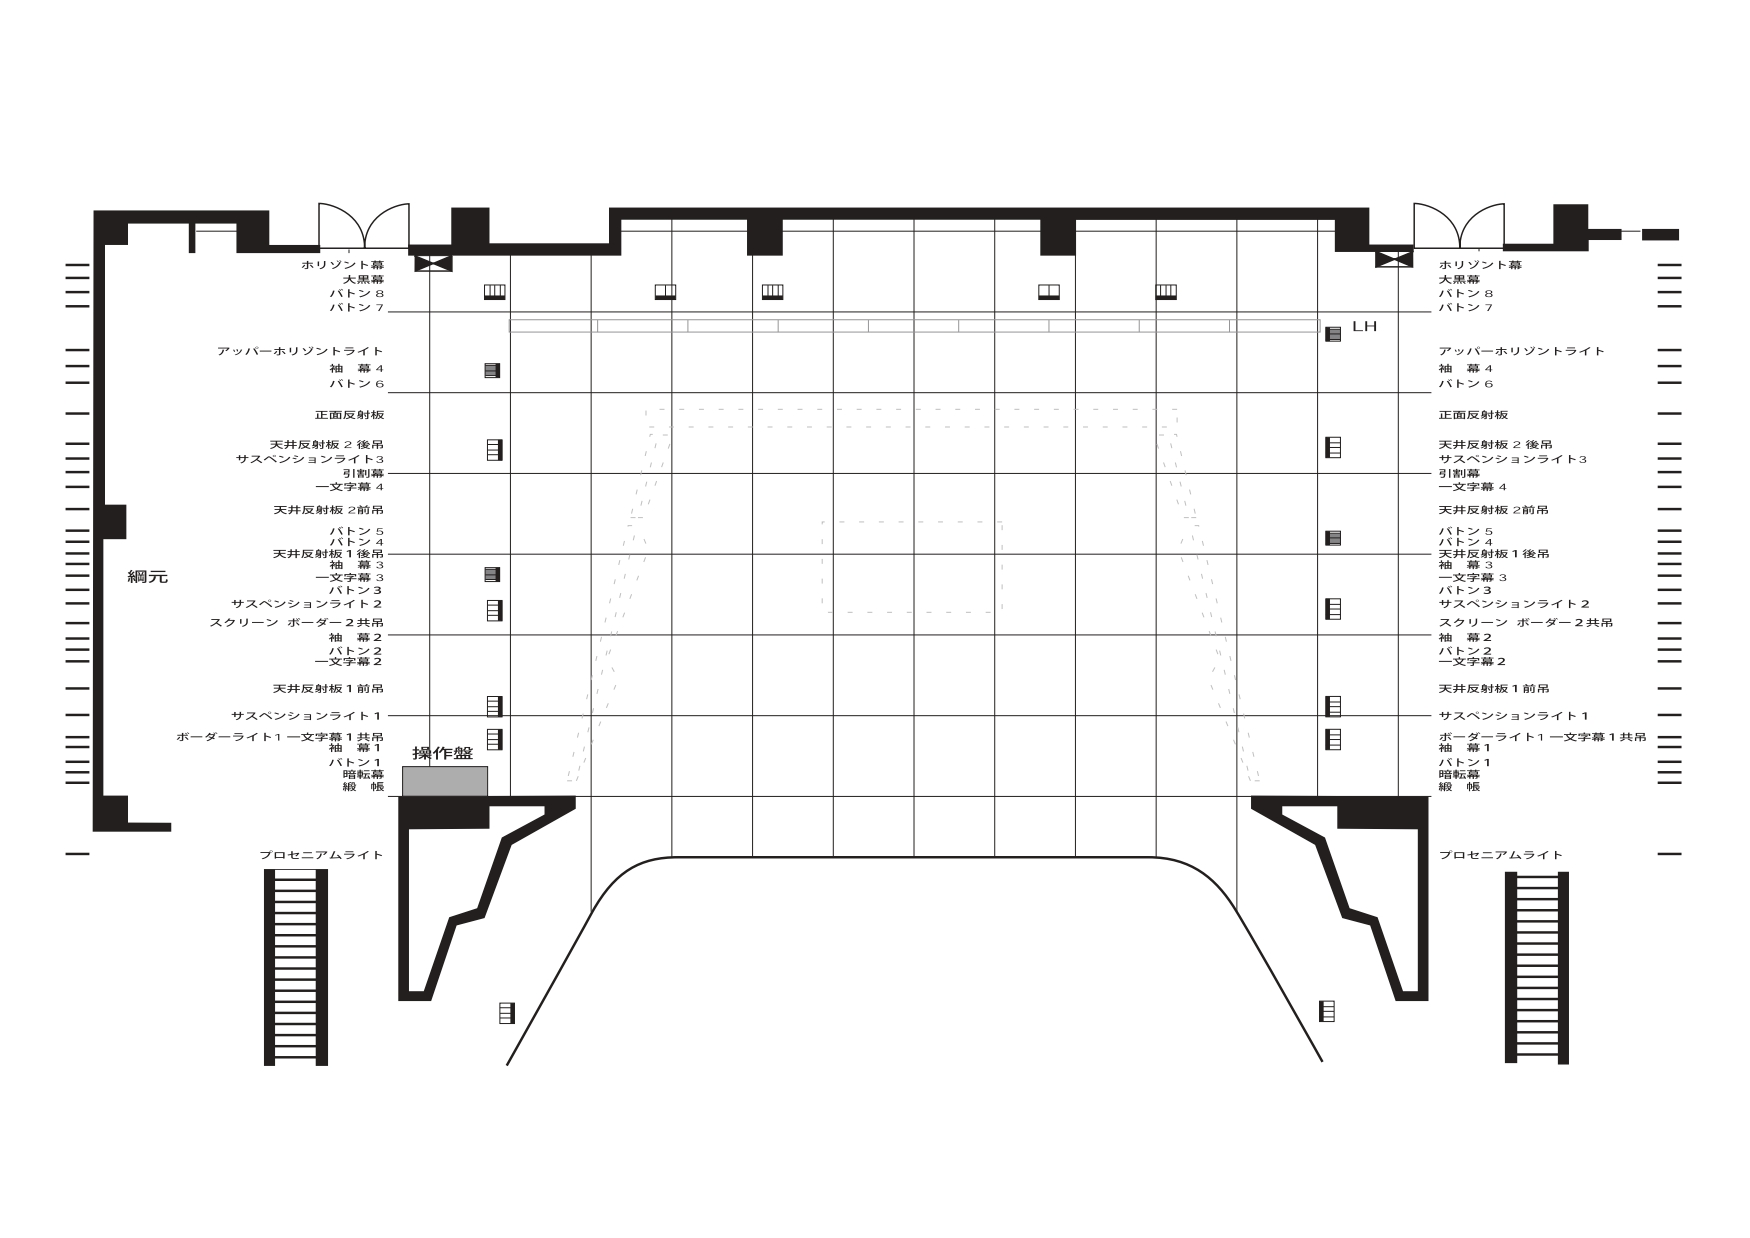 ホリゾント幕
大黒幕
バトン 8
バトン 7
アッパーホリゾントライト
袖　幕 4
バトン 6
正面反射板
天井反射板 2 後吊
サスペンションライト3
引割幕
一文字幕 4
天井反射板 2前吊
バトン 5
バトン 4
天井反射板 1 後吊
袖　幕 3
一文字幕 3
バトン 3
サスペンションライト 2
スクリーン ボーダー 2 共吊
袖　幕 2
バトン 2
一文字幕 2
天井反射板 1 前吊
サスペンションライト 1
ボーダーライト1 一文字幕 1 共吊
袖　幕 1
バトン 1
暗転幕
緞　帳
プロセニアムライト
綱元
操作盤
LH
ホリゾント幕
大黒幕
バトン 8
バトン 7
アッパーホリゾントライト
袖　幕 4
バトン 6
正面反射板
天井反射板 2 後吊
サスペンションライト3
引割幕
一文字幕 4
天井反射板 2前吊
バトン 5
バトン 4
天井反射板 1 後吊
袖　幕 3
一文字幕 3
バトン 3
サスペンションライト 2
スクリーン ボーダー 2 共吊
袖　幕 2
バトン 2
一文字幕 2
天井反射板 1 前吊
サスペンションライト 1
ボーダーライト1 一文字幕 1 共吊
袖　幕 1
バトン 1
暗転幕
緞　帳
プロセニアムライト